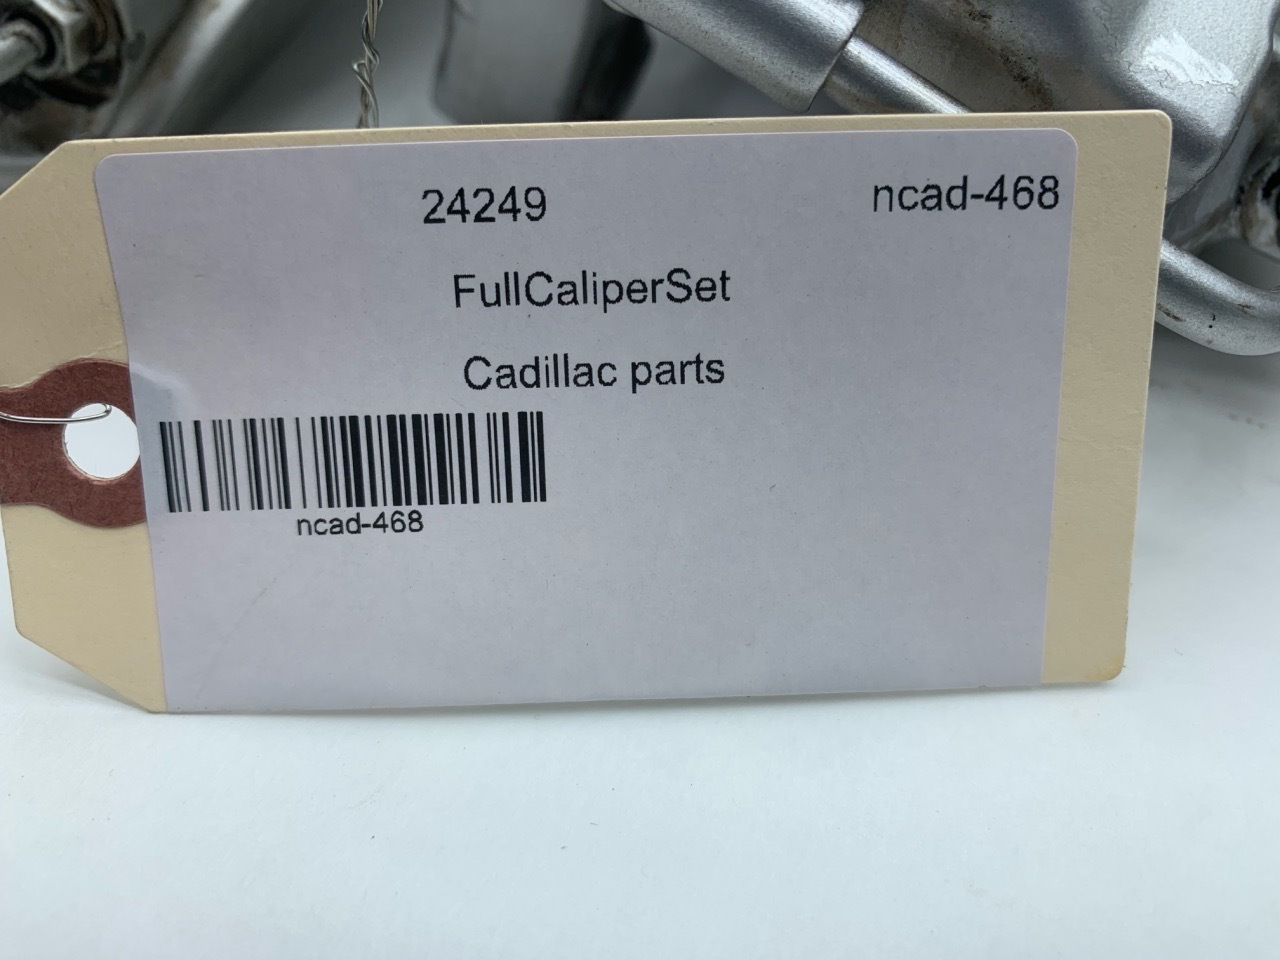 24249 ncad-468
FullCaliperSet
Cadillac parts
ncad-468